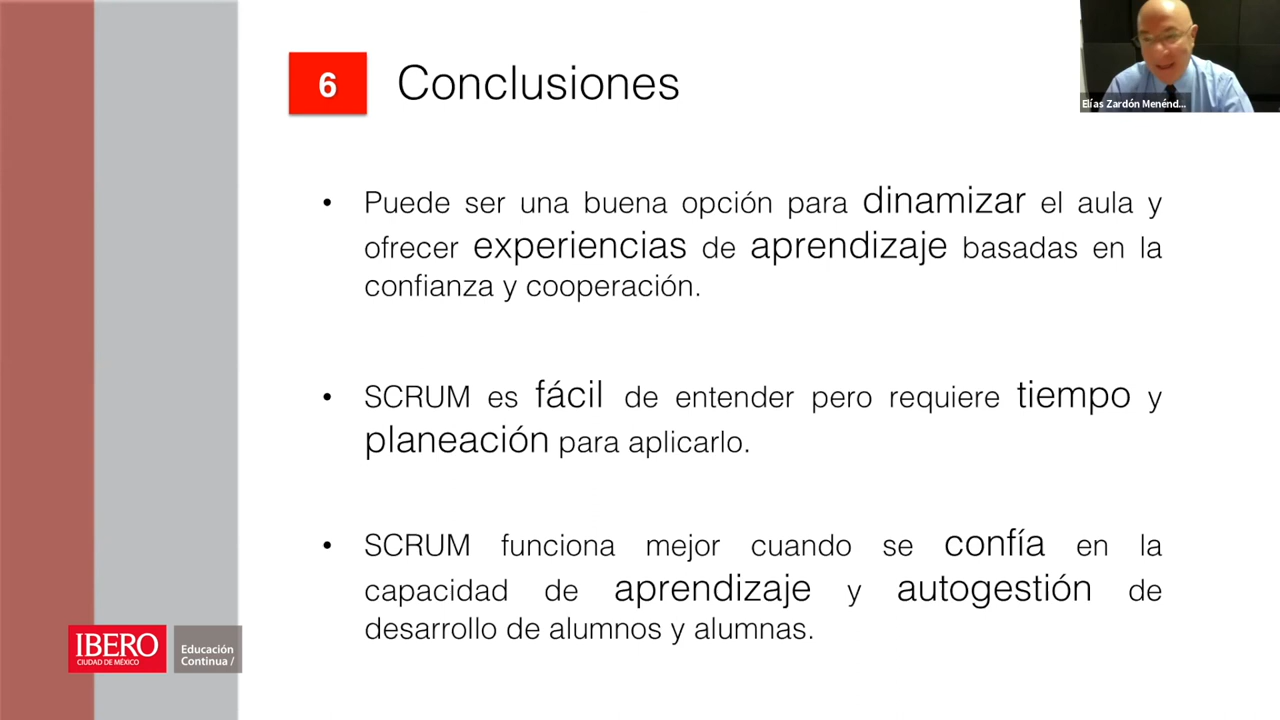 6 Conclusiones
Elías Zardón Menénd...
• Puede ser una buena opción para dinamizar el aula y
ofrecer experiencias de aprendizaje basadas en la
confianza y cooperación.
• SCRUM es fácil de entender pero requiere tiempo y
planeación para aplicarlo.
• SCRUM funciona mejor cuando se confía en la
capacidad de aprendizaje y autogestión de
desarrollo de alumnos y alumnas.
IBERO
CIUDAD DE MÉXICO
Educación
Continua /